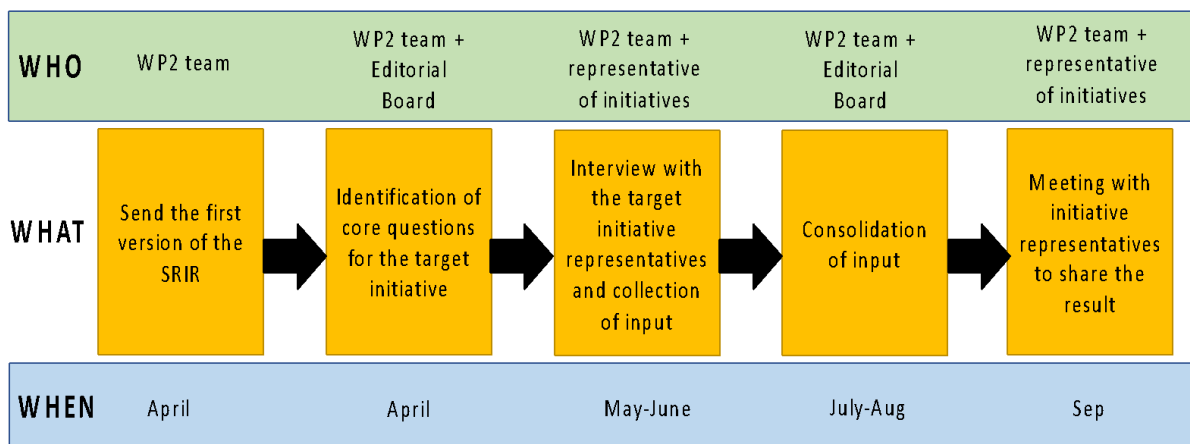 WHO
WP2 team
WP2 team +
Editorial
Board
WP2 team +
representative
of initiatives
WP2 team +
Editorial
Board
WP2 team +
representative
of initiatives
WHAT
Send the first
version of the
SRIR
Identification of
core questions
for the target
initiative
Interview with
the target
initiative
representatives
and collection
of input
Consolidation
of input
Meeting with
initiative
representatives
to share the
result
WHEN
April
April
May-June
July-Aug
Sep